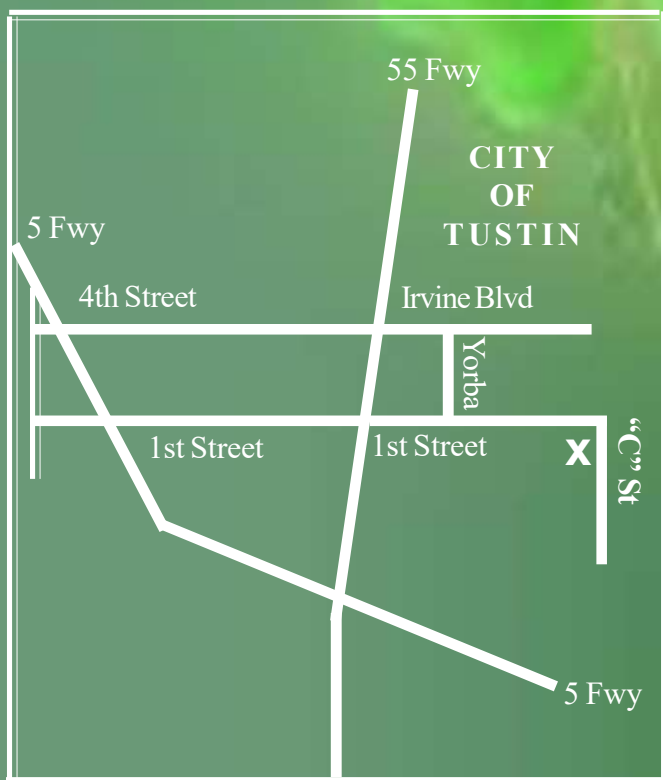 55 Fwy
CITY
OF
TUSTIN
5 Fwy
4th Street
Irvine Blvd
Yorba
1st Street
1st Street
X
“C” St
5 Fwy